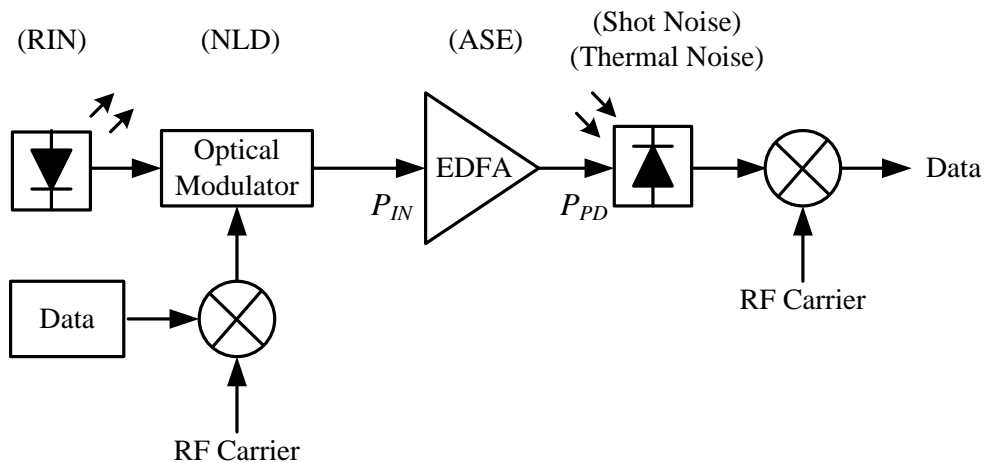 (RIN)
(NLD)
(ASE)
(Shot Noise)
(Thermal Noise)
Optical
Modulator
EDFA
P_IN
P_PD
Data
Data
RF Carrier
RF Carrier